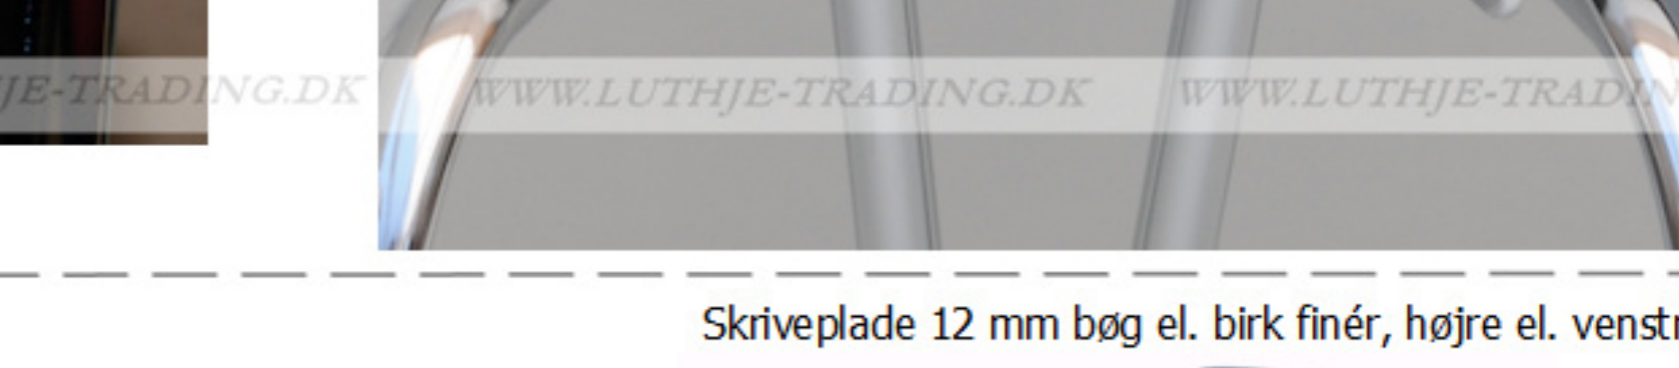 JE-TRADING.DK WWW.LUTHJE-TRADING.DK WWW.LUTHJE-TRADIN
Skriveplade 12 mm bøg el. birk finér, højre el. venstr